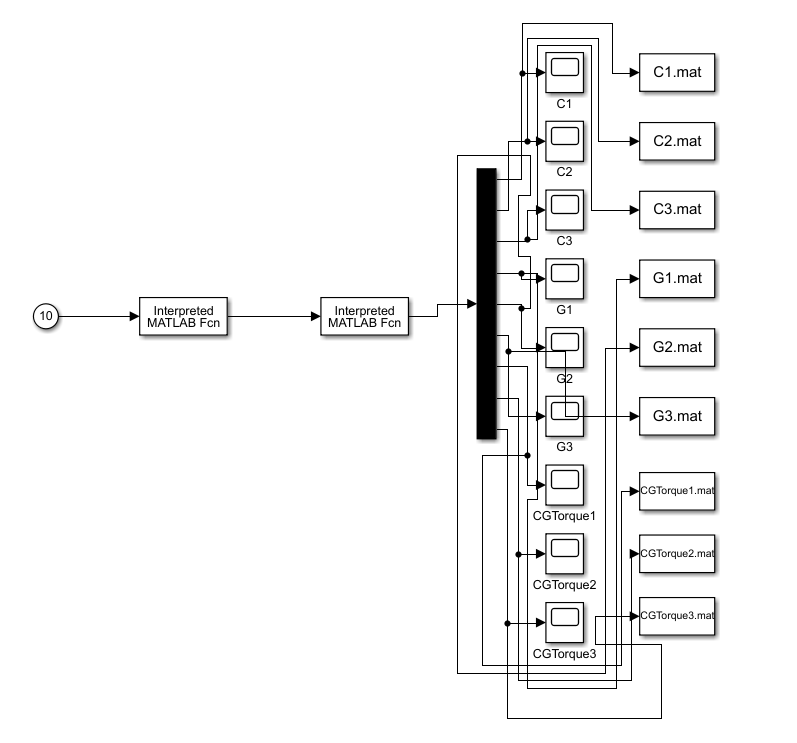 C1
C1.mat
C2
C2.mat
C3
C3.mat
G1
G1.mat
10
Interpreted
MATLAB Fcn
Interpreted
MATLAB Fcn
G2
G2.mat
G3
G3.mat
CGTorque1
CGTorque1.mat
CGTorque2
CGTorque2.mat
CGTorque3
CGTorque3.mat